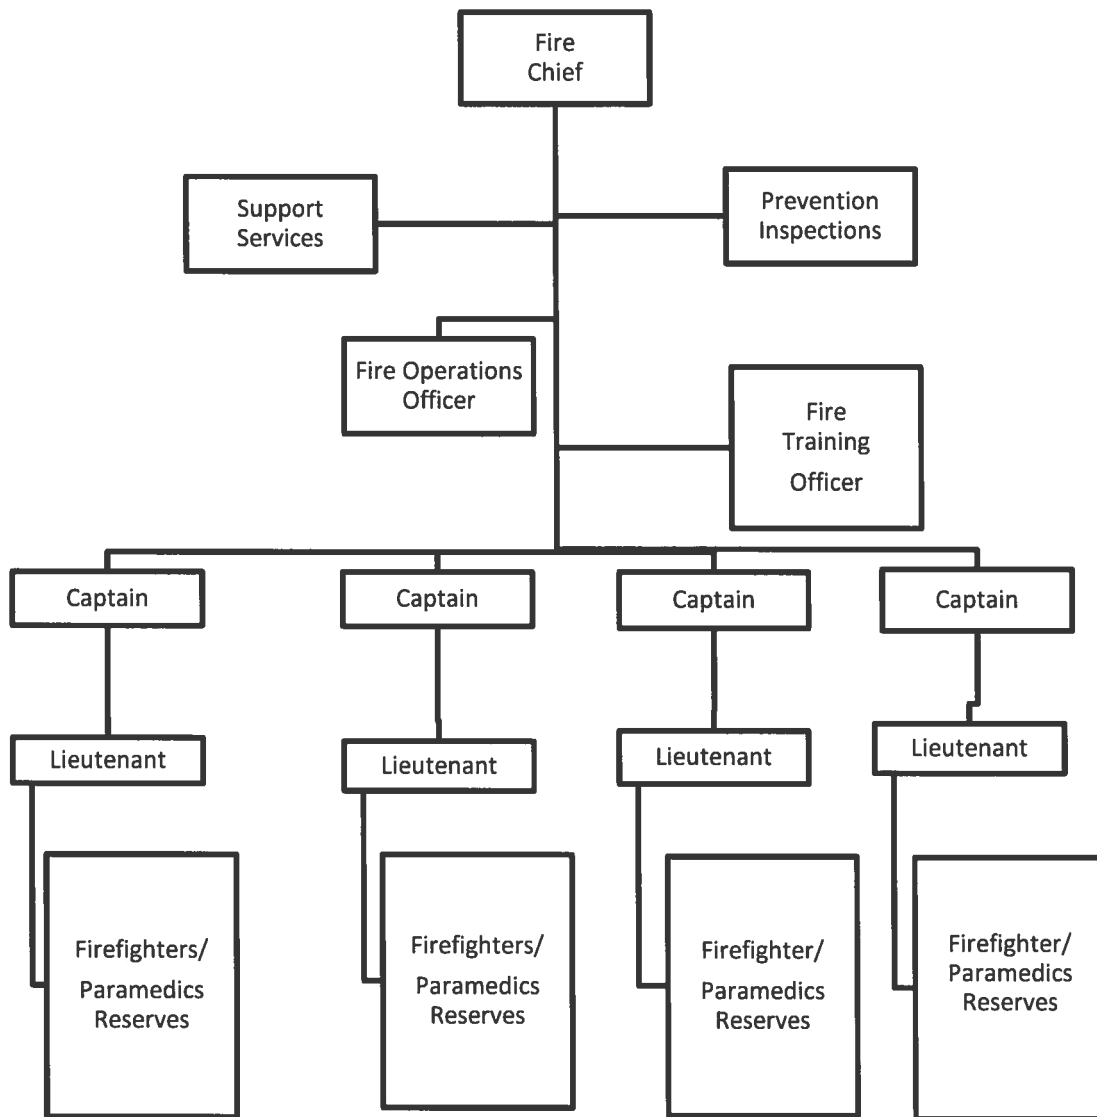 Fire
Chief
Support
Services
Prevention
Inspections
Fire Operations
Officer
Fire
Training
Officer
Captain
Captain
Captain
Captain
Lieutenant
Lieutenant
Lieutenant
Lieutenant
Firefighters/
Paramedics
Reserves
Firefighters/
Paramedics
Reserves
Firefighter/
Paramedics
Reserves
Firefighter/
Paramedics
Reserves